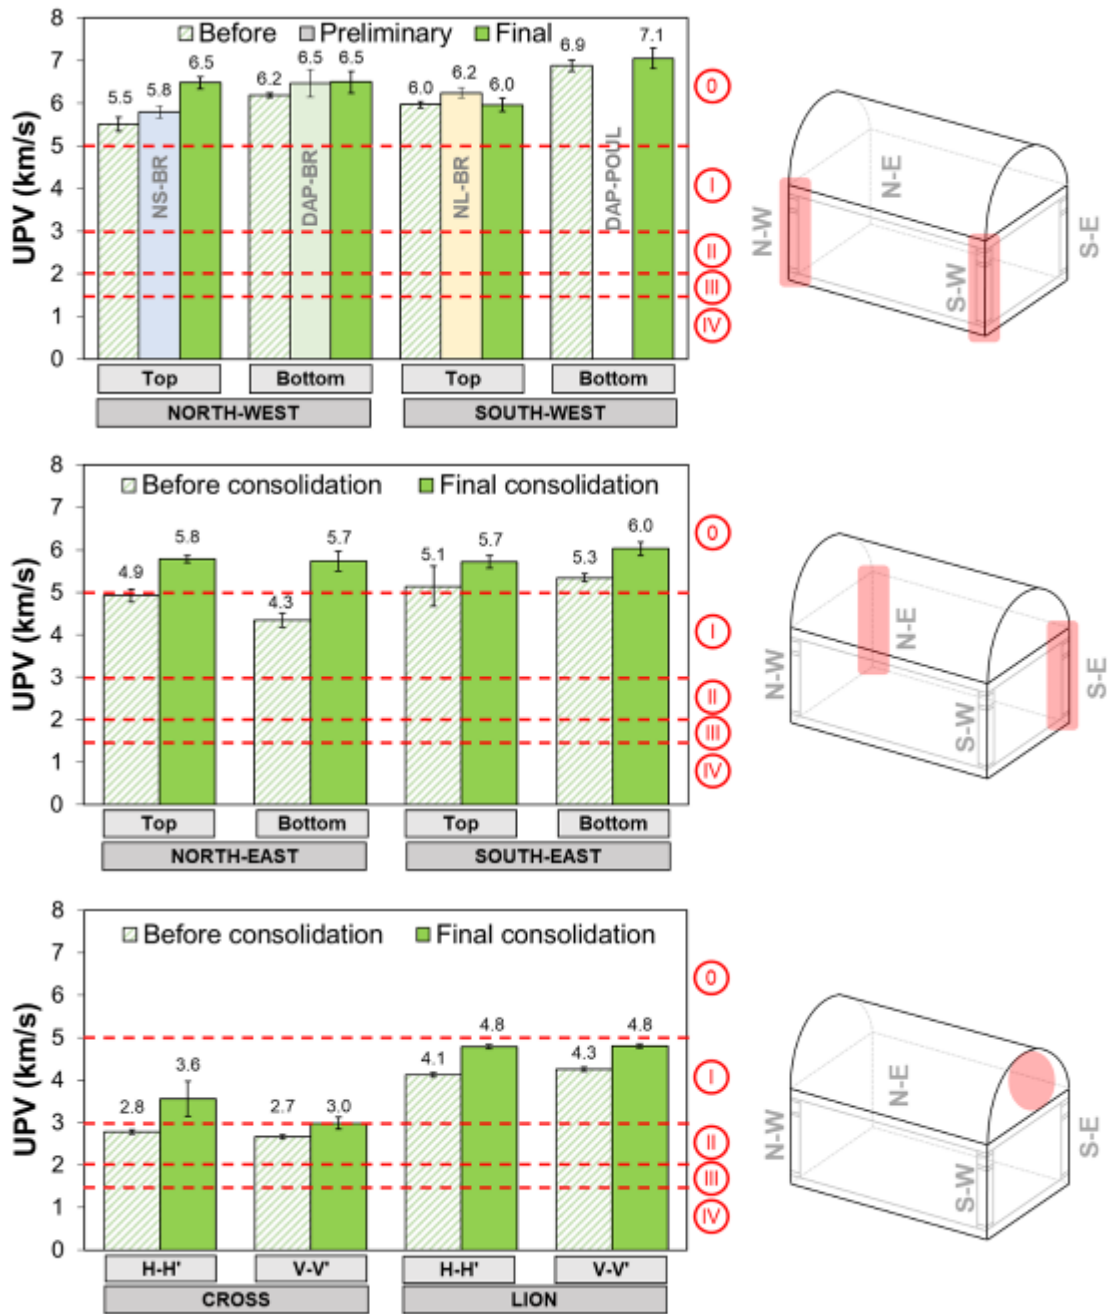 Before Preliminary Final
UPV (km/s)
8
7
6
5
4
3
2
1
0
5.5 5.8 6.5 6.2 6.5 6.5 6.0 6.2 6.0 6.9 7.1
NS-BR DAP-BR NL-BR DAP-POUL
0
I
II
III
IV
Top Bottom Top Bottom
NORTH-WEST SOUTH-WEST
N-W N-E S-W S-E
Before consolidation Final consolidation
UPV (km/s)
8
7
6
5
4
3
2
1
0
4.9 5.8 4.3 5.7 5.1 5.7 5.3 6.0
0
I
II
III
IV
Top Bottom Top Bottom
NORTH-EAST SOUTH-EAST
N-W N-E S-W S-E
Before consolidation Final consolidation
UPV (km/s)
8
7
6
5
4
3
2
1
0
2.8 3.6 2.7 3.0 4.1 4.8 4.3 4.8
0
I
II
III
IV
H-H' V-V' H-H' V-V'
CROSS LION
N-W N-E S-W S-E